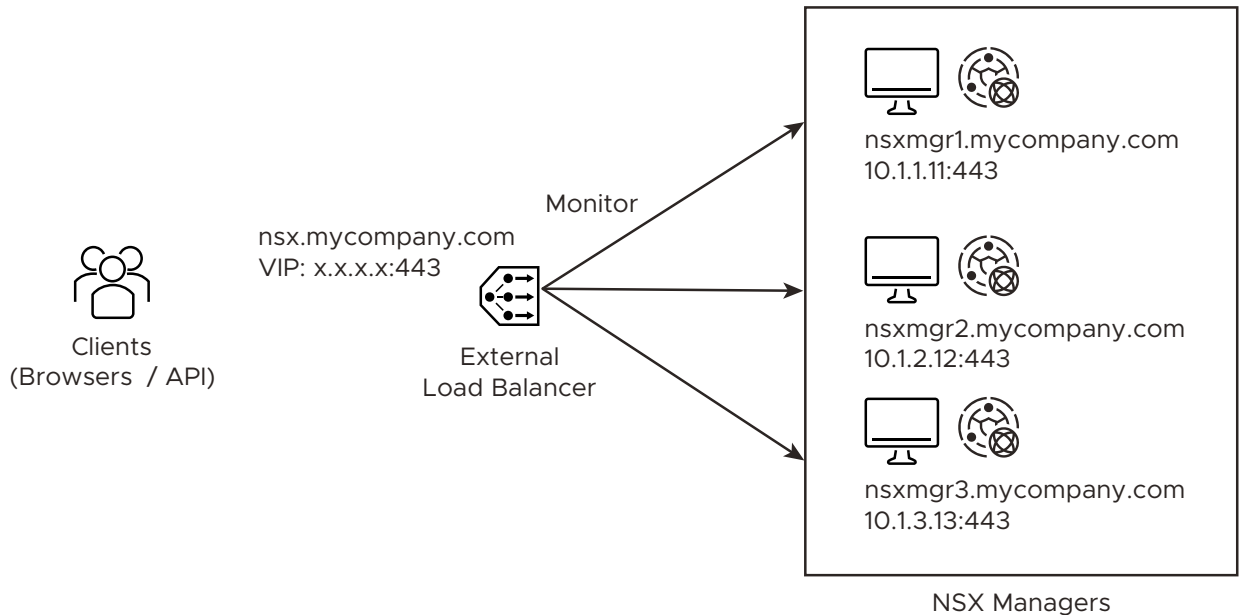 Clients
(Browsers / API)
nsx.mycompany.com
VIP: x.x.x.x:443
External
Load Balancer
Monitor
nsxmgr1.mycompany.com
10.1.1.11:443
nsxmgr2.mycompany.com
10.1.2.12:443
nsxmgr3.mycompany.com
10.1.3.13:443
NSX Managers